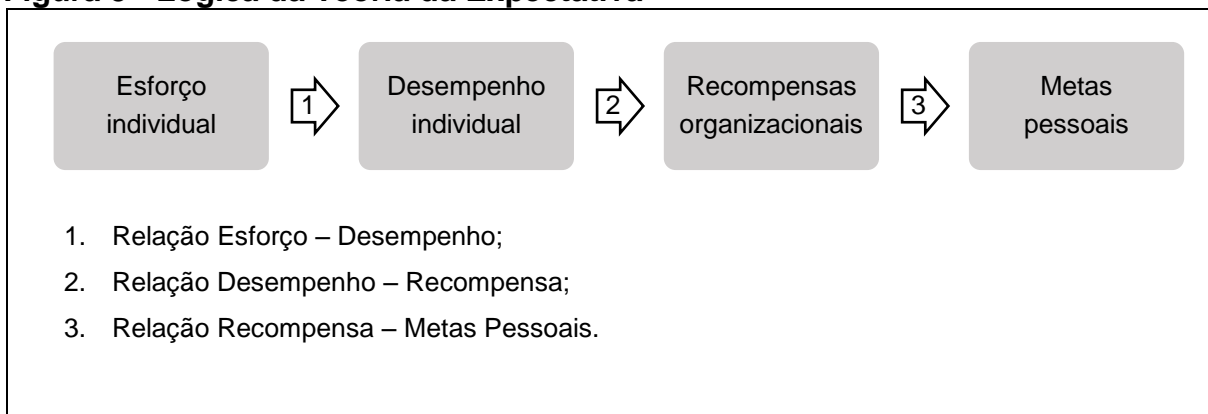 Esforço
individual
1
Desempenho
individual
2
Recompensas
organizacionais
3
Metas
pessoais
1. Relação Esforço – Desempenho;
2. Relação Desempenho – Recompensa;
3. Relação Recompensa – Metas Pessoais.